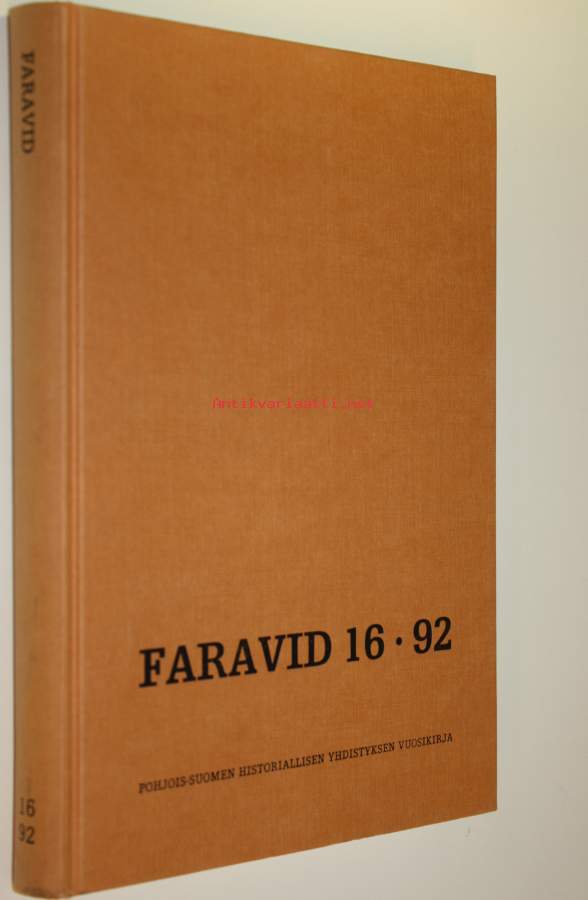 FARAVID
16
92
Antikvariaatti.net
FARAVID 16 · 92
POHJOIS-SUOMEN HISTORIALLISEN YHDISTYKSEN VUOSIKIRJA